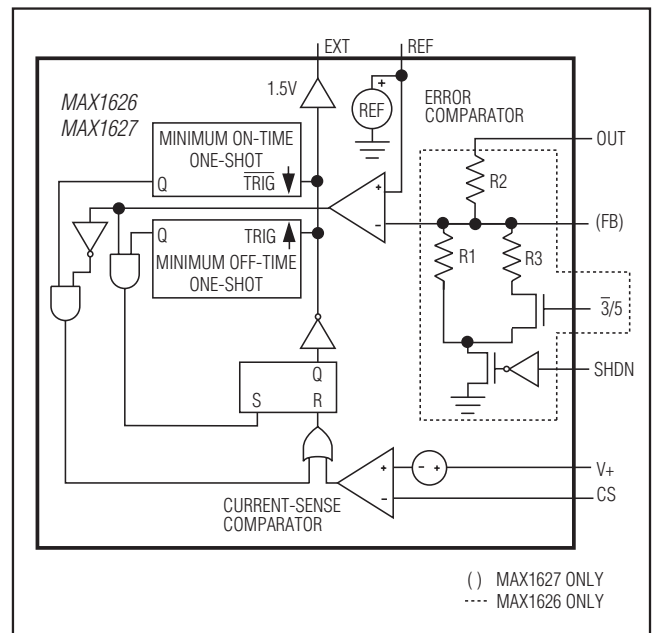 EXT
REF
MAX1626
MAX1627
1.5V
+
REF
ERROR
COMPARATOR
OUT
MINIMUM ON-TIME
ONE-SHOT
Q
T̅R̅I̅G̅
R2
+
-
(FB)
Q
TRIG
MINIMUM OFF-TIME
ONE-SHOT
R1
R3
3̅/5
SHDN
Q
S
R
+
-
- +
V+
CS
CURRENT-SENSE
COMPARATOR
( ) MAX1627 ONLY
---- MAX1626 ONLY